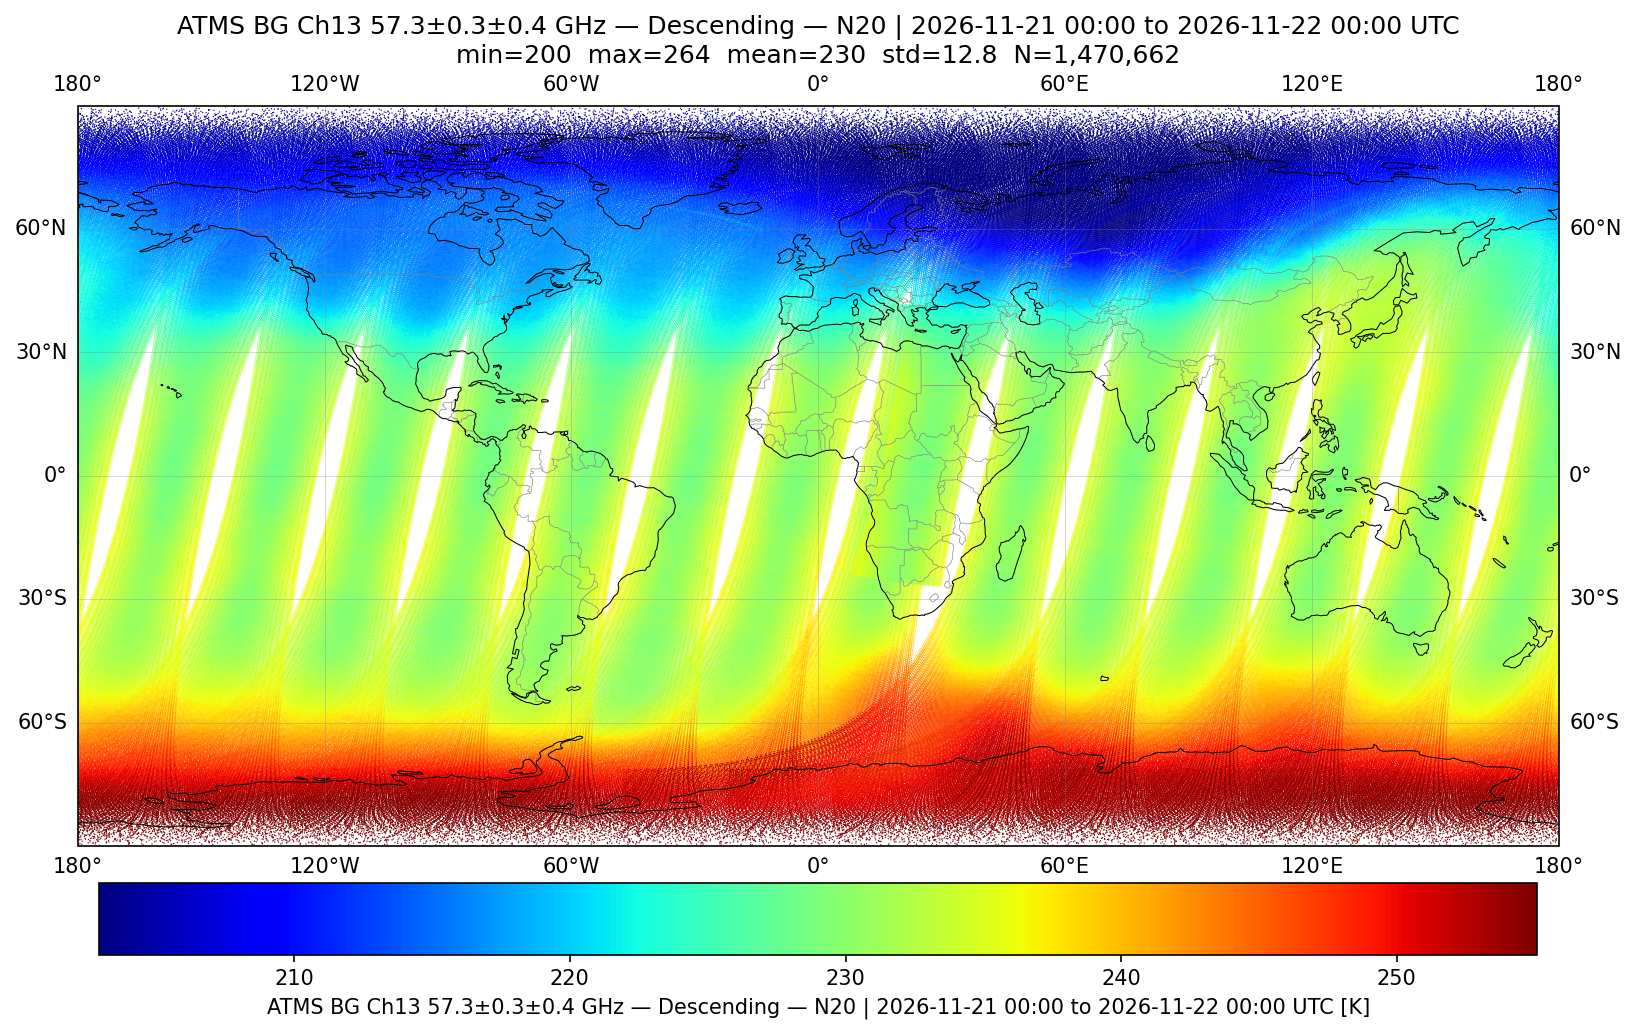 ATMS BG Ch13 57.3±0.3±0.4 GHz — Descending — N20 | 2026-11-21 00:00 to 2026-11-22 00:00 UTC
min=200 max=264 mean=230 std=12.8 N=1,470,662
180° 120°W 60°W 0° 60°E 120°E 180°
60°N 60°N
30°N 30°N
0° 0°
30°S 30°S
60°S 60°S
180° 120°W 60°W 0° 60°E 120°E 180°
210 220 230 240 250
ATMS BG Ch13 57.3±0.3±0.4 GHz — Descending — N20 | 2026-11-21 00:00 to 2026-11-22 00:00 UTC [K]